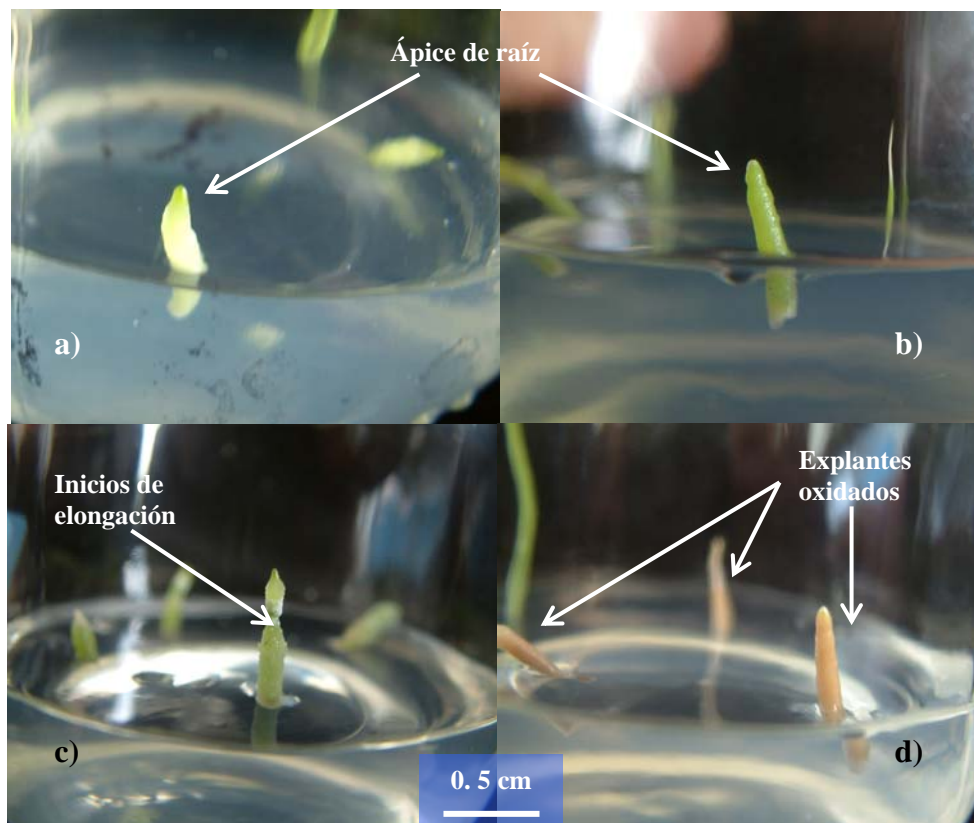 Ápice de raíz
a)
b)
Inicios de
elongación
Explantes
oxidados
c)
d)
0. 5 cm